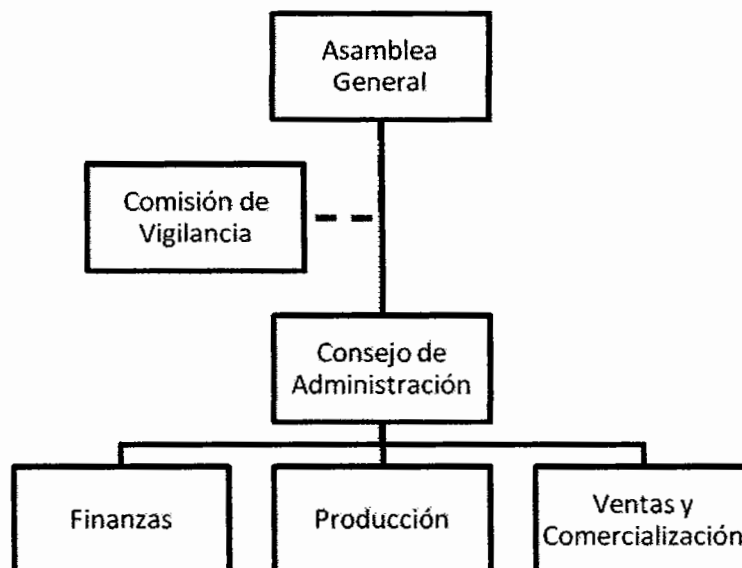 Asamblea
General
Comisión de
Vigilancia
Consejo de
Administración
Finanzas
Producción
Ventas y
Comercialización